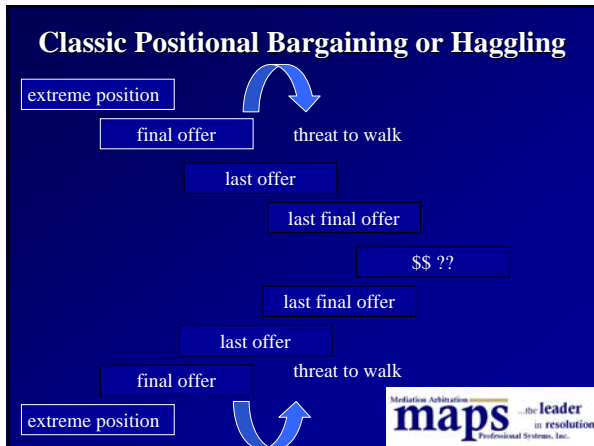 Classic Positional Bargaining or Haggling
extreme position
final offer
threat to walk
last offer
last final offer
$$ ??
last final offer
last offer
threat to walk
final offer
extreme position
Mediation Arbitration
maps
Professional Systems, Inc.
...the leader
in resolution